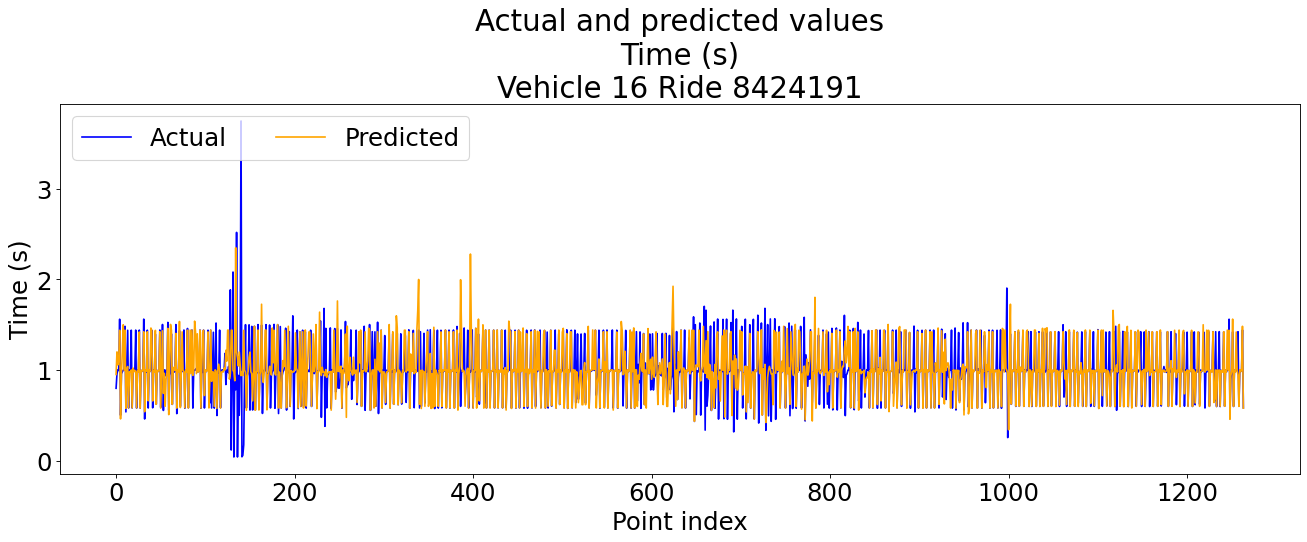 Actual and predicted values
Time (s)
Vehicle 16 Ride 8424191
Actual
Predicted
Time (s)
3
2
1
0
0
200
400
600
800
1000
1200
Point index